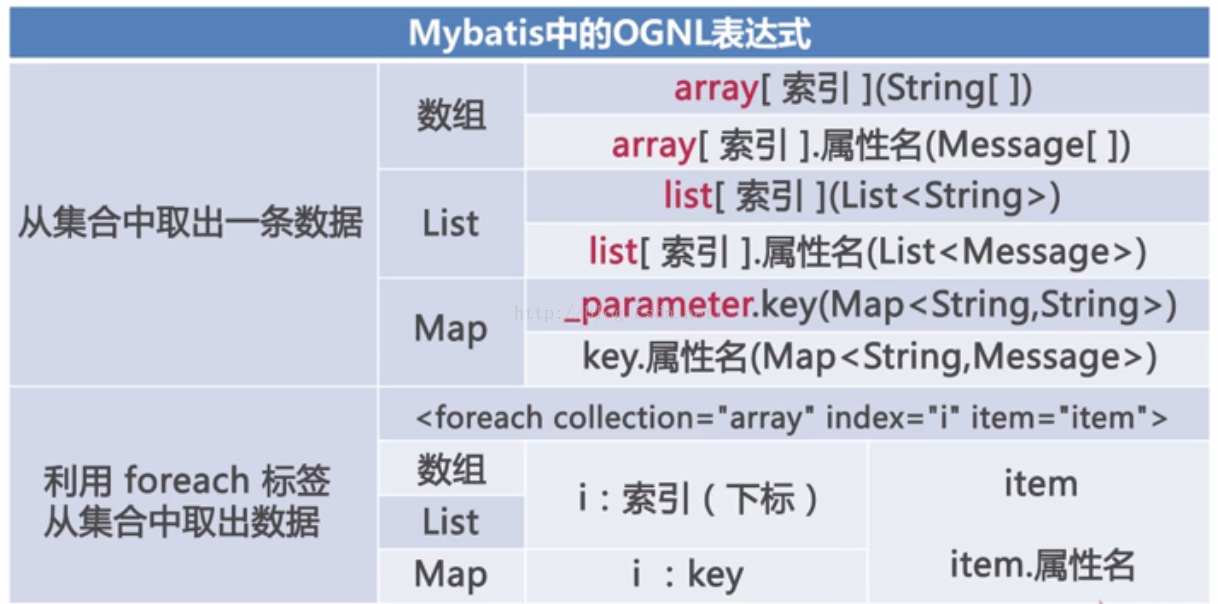 Mybatis中的OGNL表达式
从集合中取出一条数据
数组
array[ 索引 ](String[ ])
array[ 索引 ].属性名(Message[ ])
List
list[ 索引 ](List<String>)
list[ 索引 ].属性名(List<Message>)
Map
_parameter.key(Map<String,String>)
key.属性名(Map<String,Message>)
利用 foreach 标签
从集合中取出数据
<foreach collection="array" index="i" item="item">
数组
List
i：索引（下标）
Map
i ：key
item
item.属性名
http://